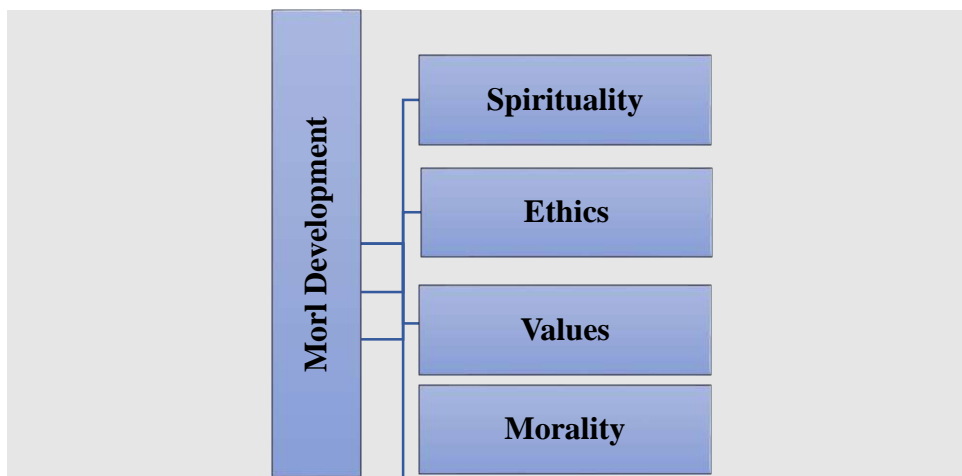 Morl Development
Spirituality
Ethics
Values
Morality